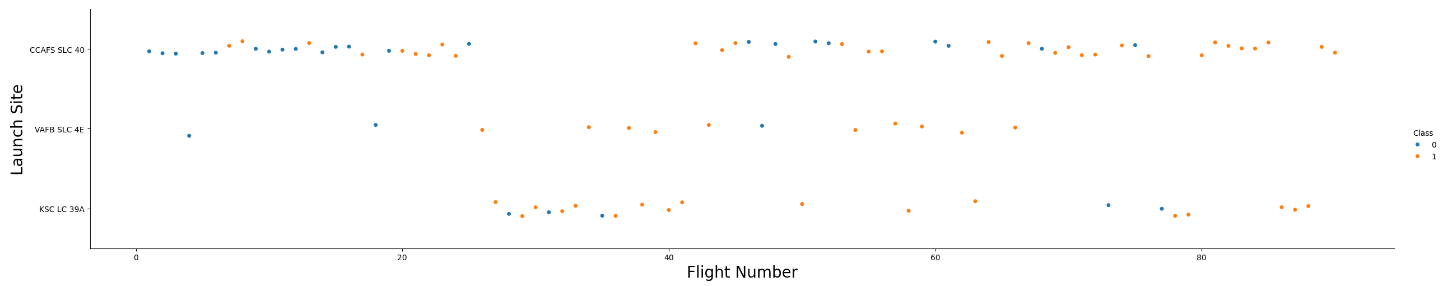 Launch Site
CCAFS SLC 40
VAFB SLC 4E
KSC LC 39A
0 20 40 60 80
Flight Number
Class
0
1